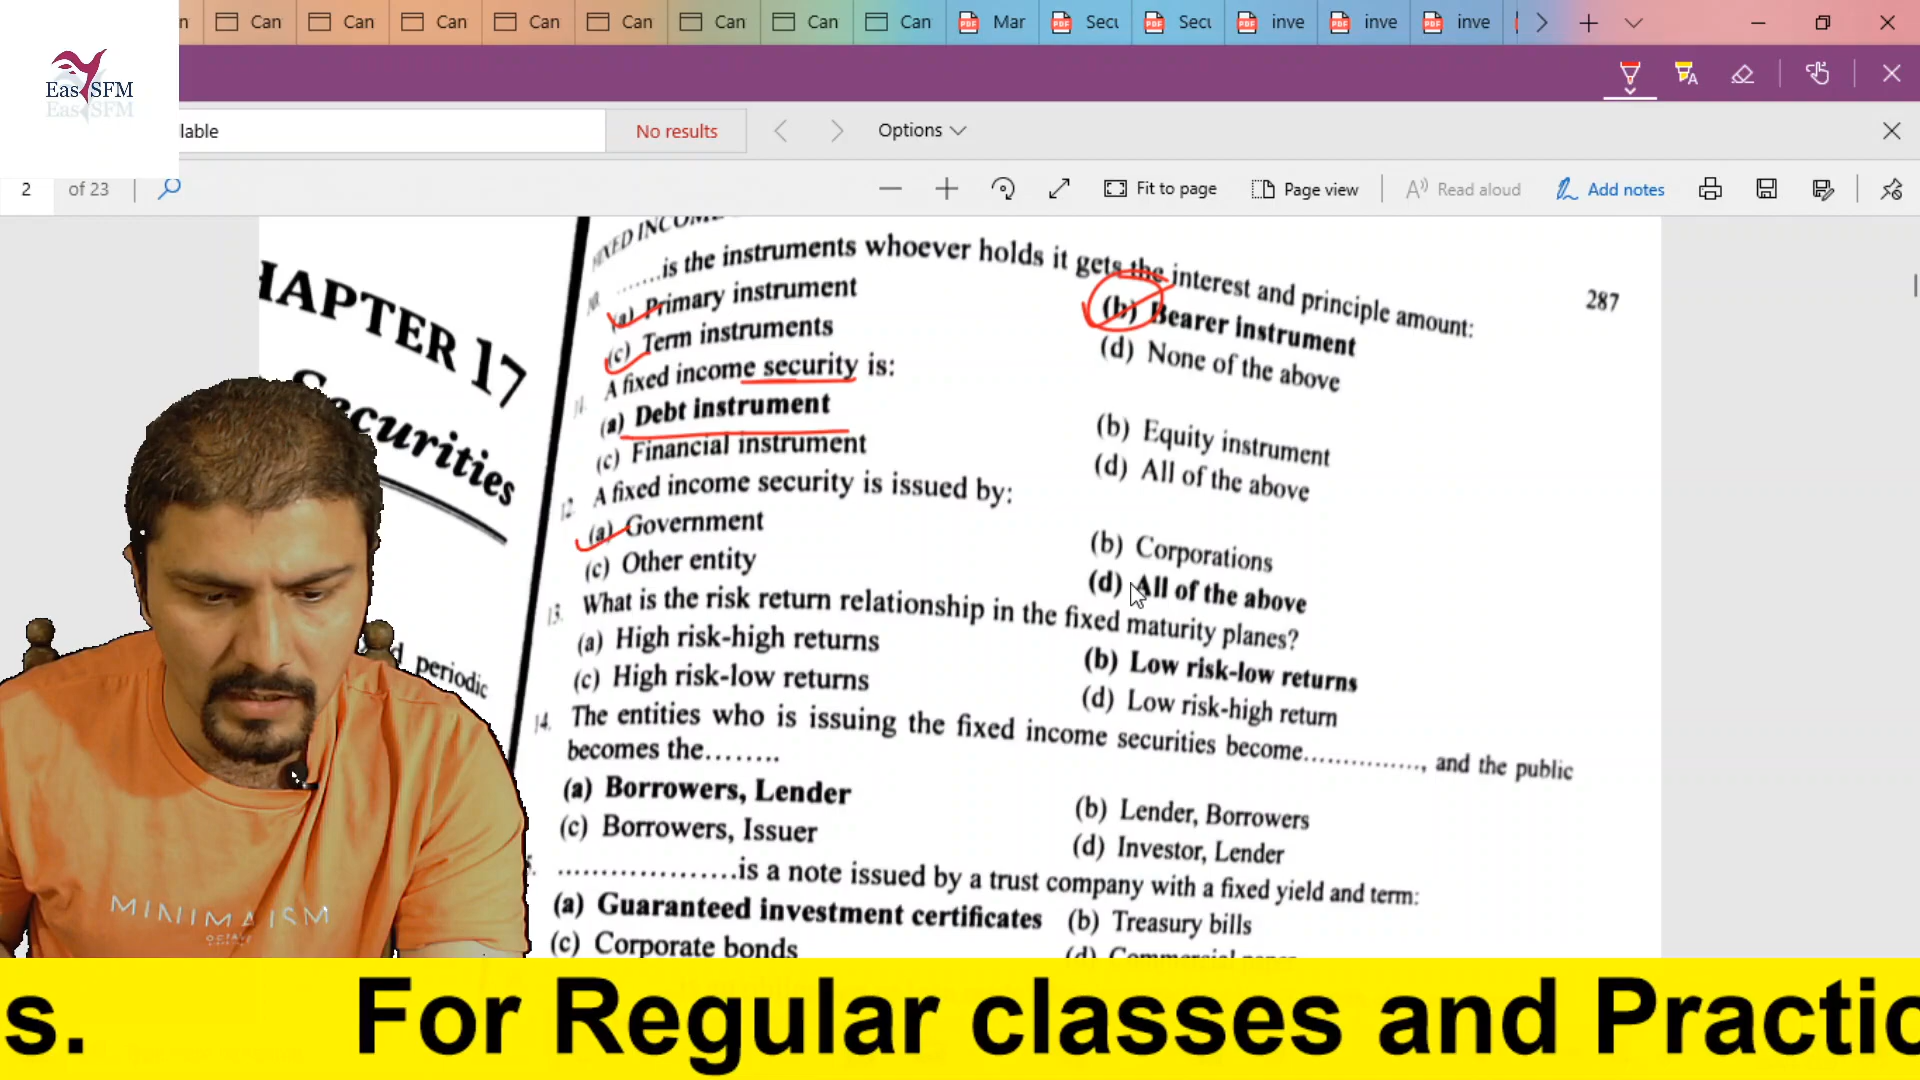 Can Can Can Can Can Can Can Can Mar Secu Secu inve inve inve
EasySFM
lable
No results
Options
2 of 23
Fit to page Page view Read aloud Add notes
287
HAPTER 17
Securities
periodic
.......is the instruments whoever holds it gets the interest and principle amount:
(a) Primary instrument
(b) Bearer instrument
(c) Term instruments
(d) None of the above
11. A fixed income security is:
(a) Debt instrument
(b) Equity instrument
(c) Financial instrument
(d) All of the above
12. A fixed income security is issued by:
(a) Government
(b) Corporations
(c) Other entity
(d) All of the above
13. What is the risk return relationship in the fixed maturity planes?
(a) High risk-high returns
(b) Low risk-low returns
(c) High risk-low returns
(d) Low risk-high return
14. The entities who is issuing the fixed income securities become..............., and the public
becomes the........
(a) Borrowers, Lender
(b) Lender, Borrowers
(c) Borrowers, Issuer
(d) Investor, Lender
....................is a note issued by a trust company with a fixed yield and term:
(a) Guaranteed investment certificates
(b) Treasury bills
(c) Corporate bonds
MINIMAISM
OCTAVE
s. For Regular classes and Practic